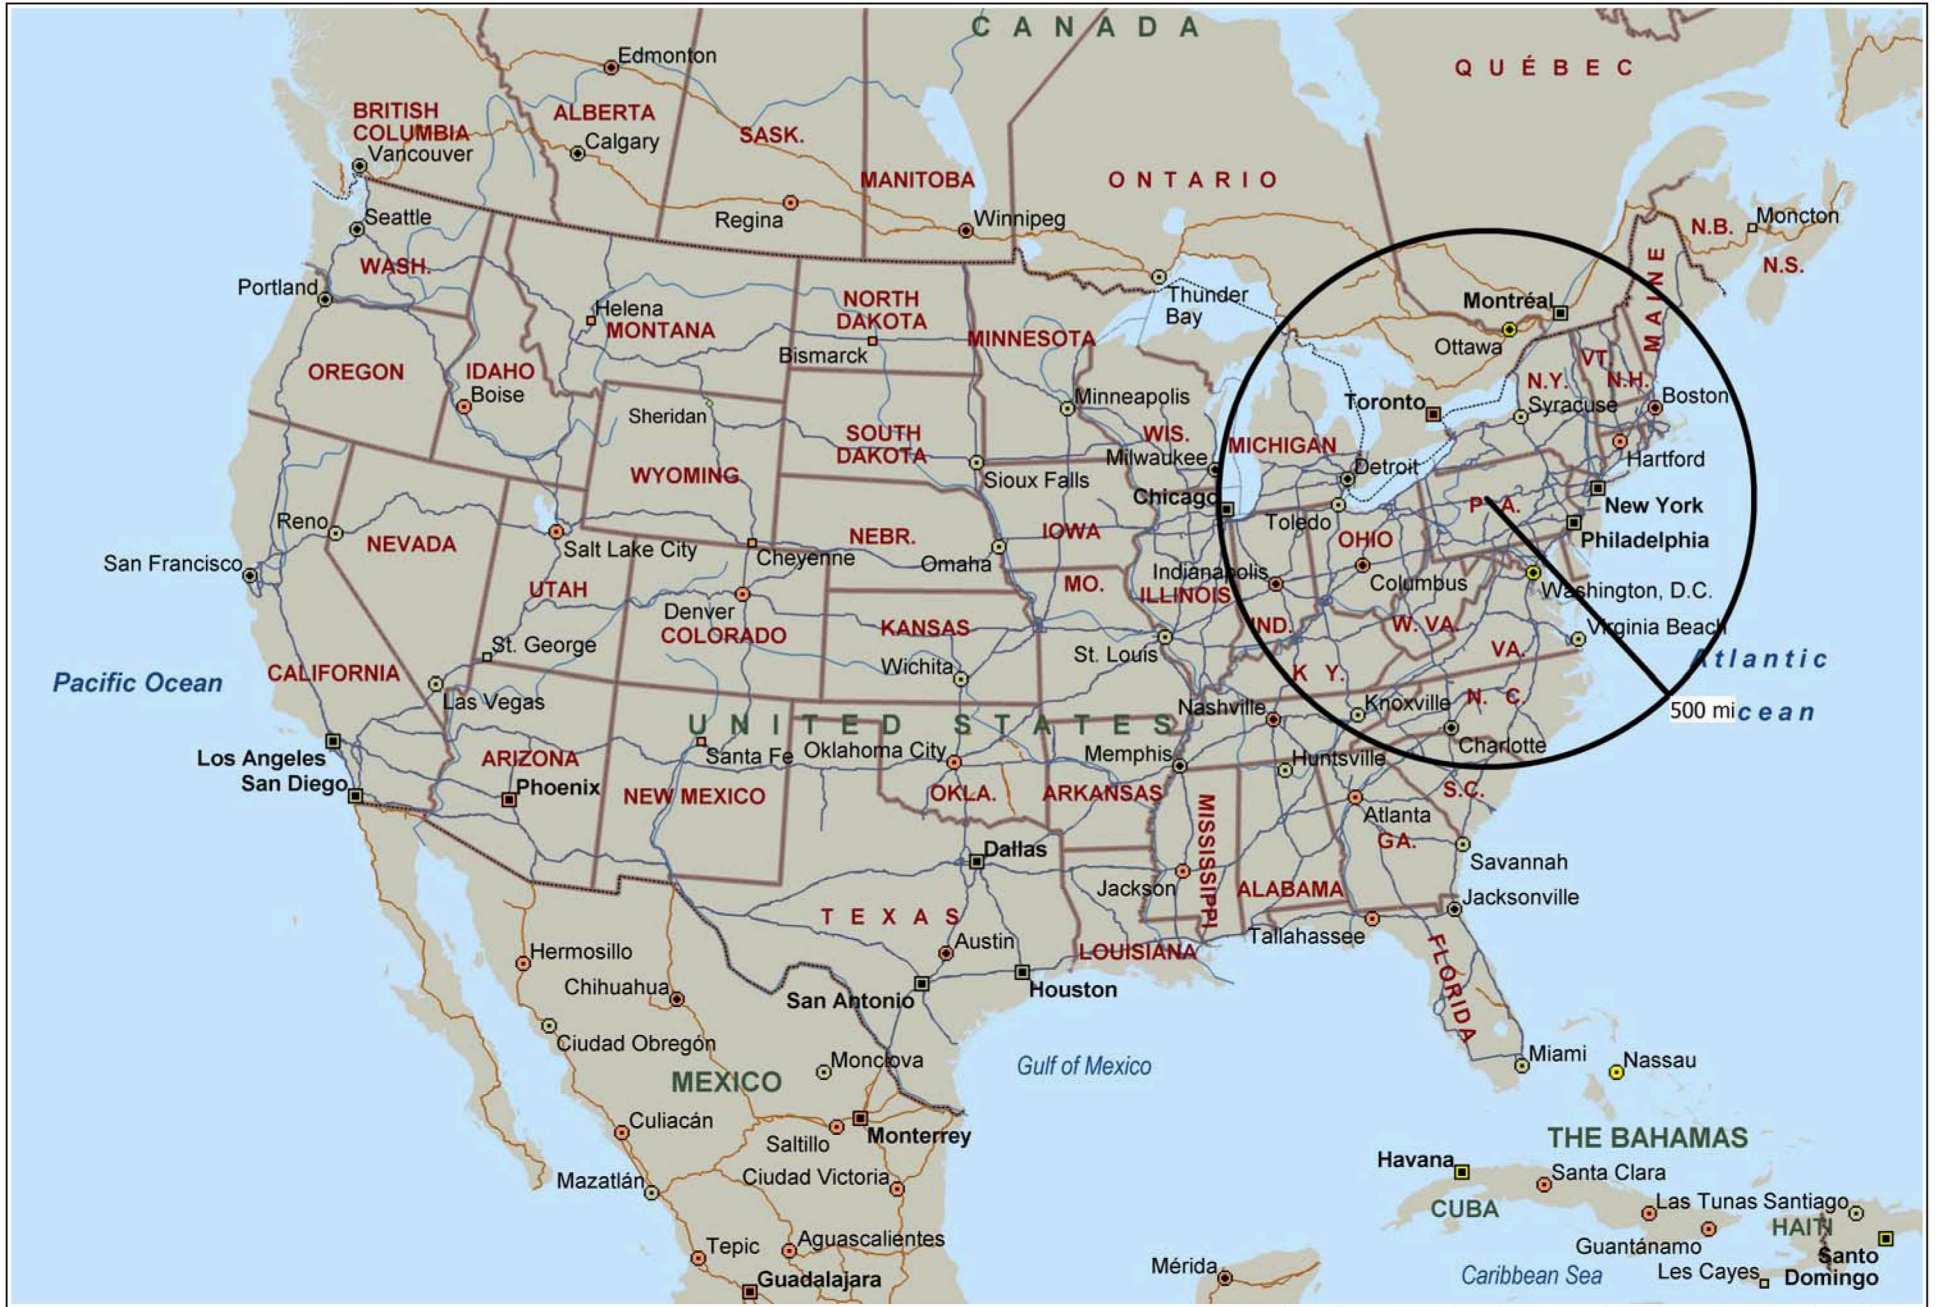 CANADA
QUÉBEC
Edmonton
BRITISH
COLUMBIA
ALBERTA
SASK.
Calgary
Vancouver
MANITOBA
ONTARIO
Regina
Winnipeg
Seattle
N.B.
Moncton
N.S.
WASH.
MAINE
Portland
Helena
MONTANA
NORTH
DAKOTA
Thunder
Bay
Montréal
MINNESOTA
Bismarck
Ottawa
VT.
OREGON
IDAHO
Boise
N.Y.
N.H.
Sheridan
Minneapolis
Toronto
Syracuse
Boston
SOUTH
DAKOTA
WIS.
MICHIGAN
Milwaukee
Detroit
Hartford
WYOMING
Sioux Falls
Chicago
P A.
New York
Reno
Toledo
NEVADA
Salt Lake City
Cheyenne
NEBR.
IOWA
OHIO
Philadelphia
San Francisco
Omaha
Indianapolis
Columbus
Washington, D.C.
UTAH
MO.
ILLINOIS
Denver
COLORADO
KANSAS
IND.
W. VA.
Virginia Beach
St. George
St. Louis
VA.
Atlantic
Ocean
CALIFORNIA
Wichita
K Y.
Pacific Ocean
Las Vegas
Nashville
Knoxville
N. C.
500 mi
UNITED STATES
Los Angeles
Santa Fe
Oklahoma City
Memphis
Huntsville
Charlotte
San Diego
ARIZONA
Phoenix
NEW MEXICO
OKLA.
ARKANSAS
S.C.
MISSISSIPPI
Atlanta
GA.
Dallas
Savannah
Jackson
ALABAMA
Jacksonville
TEXAS
Tallahassee
Austin
LOUISIANA
FLORIDA
Hermosillo
Chihuahua
San Antonio
Houston
Ciudad Obregón
Monclova
Gulf of Mexico
Miami
Nassau
MEXICO
Culiacán
Saltillo
Monterrey
THE BAHAMAS
Havana
Mazatlán
Ciudad Victoria
Santa Clara
CUBA
Las Tunas
Santiago
HAITI
Tepic
Aguascalientes
Guantánamo
Santo
Domingo
Guadalajara
Mérida
Caribbean Sea
Les Cayes